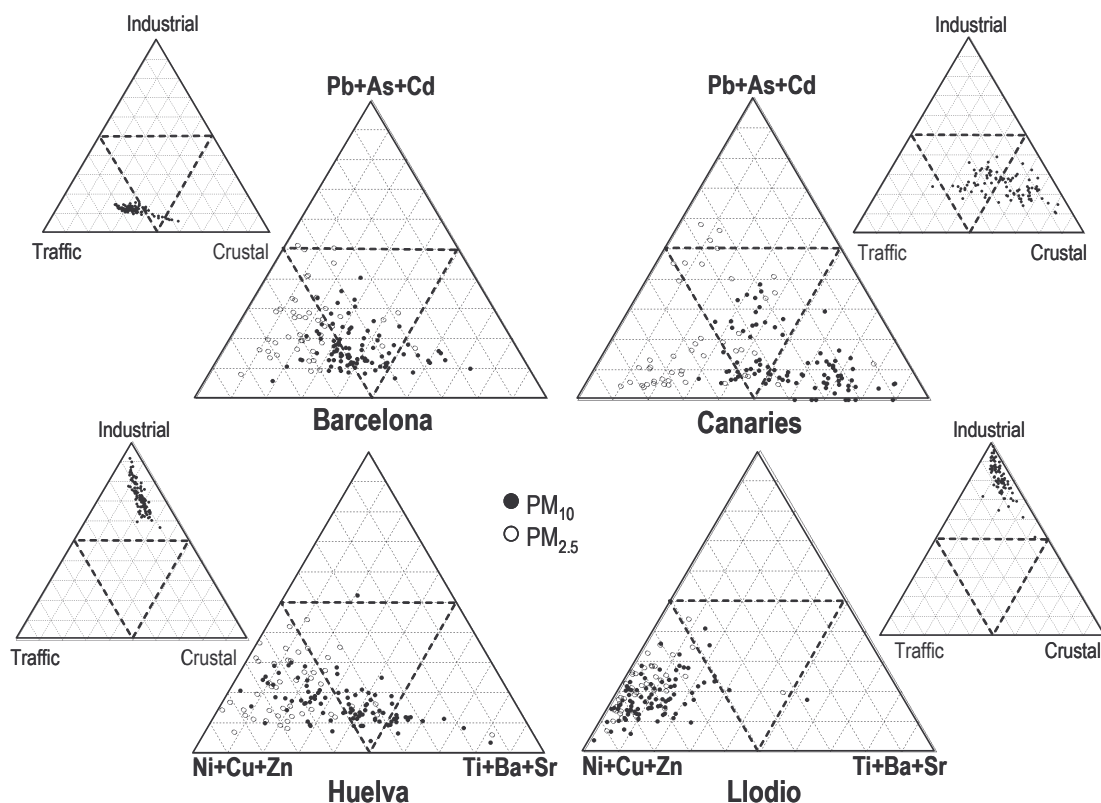 Industrial
Traffic
Crustal
Pb+As+Cd
Barcelona
Pb+As+Cd
Canaries
Industrial
Traffic
Crustal
Industrial
Traffic
Crustal
Ni+Cu+Zn
Ti+Ba+Sr
Huelva
PM10
PM2.5
Ni+Cu+Zn
Ti+Ba+Sr
Llodio
Industrial
Traffic
Crustal